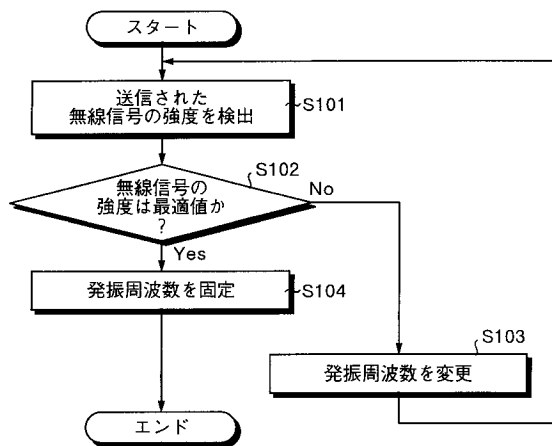 スタート
送信された
無線信号の強度を検出
S101
S102
無線信号の
強度は最適値か
?
No
Yes
発振周波数を固定
S104
S103
発振周波数を変更
エンド